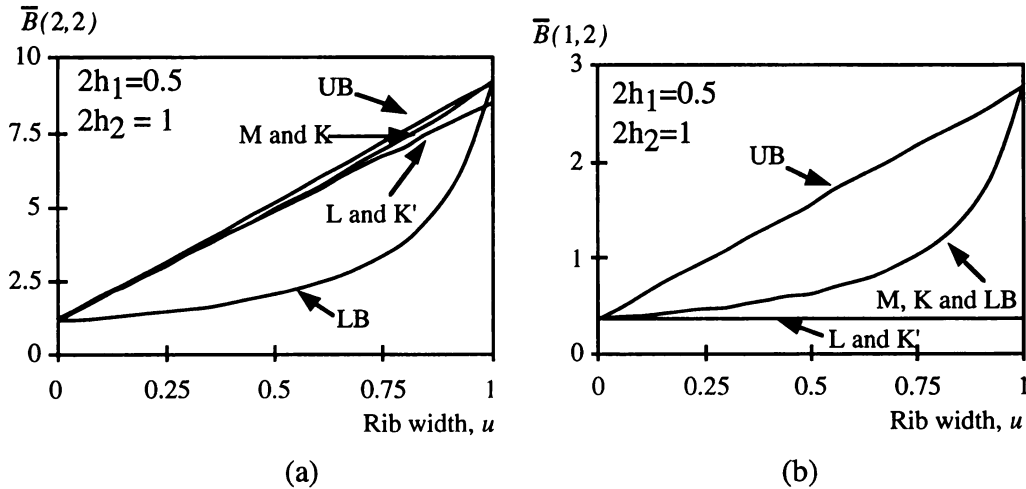 B̅(2,2)
10
7.5
5
2.5
0
2h1=0.5
2h2 = 1
UB
M and K
L and K'
LB
0
0.25
0.5
0.75
1
Rib width, u
(a)
B̅(1,2)
3
2
1
0
2h1=0.5
2h2=1
UB
M, K and LB
L and K'
0
0.25
0.5
0.75
1
Rib width, u
(b)